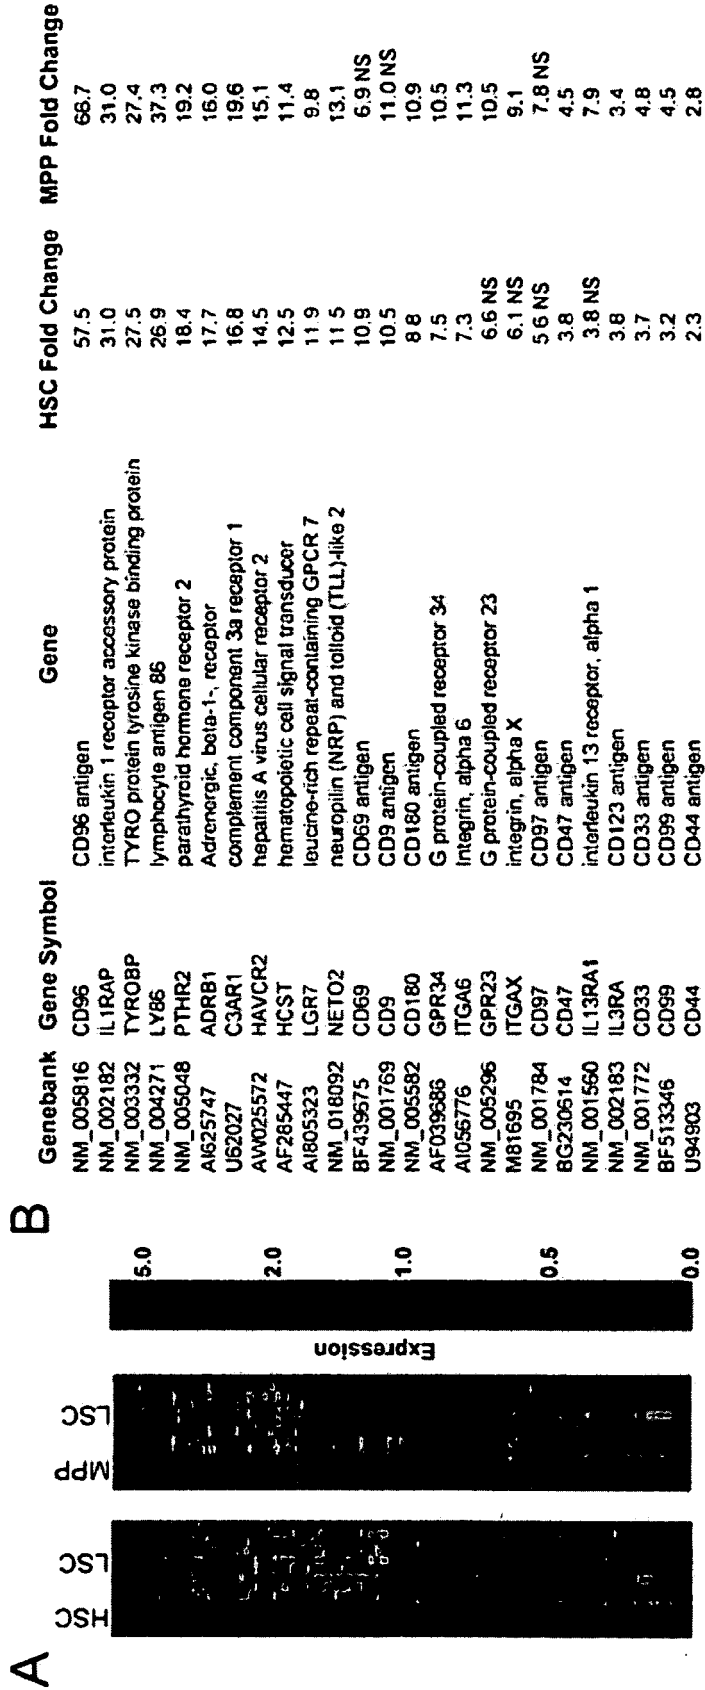 A
HSC LSC
MPP LSC
Expression
5.0
2.0
1.0
0.5
0.0
B
Genebank Gene Symbol Gene HSC Fold Change MPP Fold Change
NM_005816 CD96 CD96 antigen 57.5 66.7
NM_002182 IL1RAP interleukin 1 receptor accessory protein 31.0 31.0
NM_003332 TYROBP TYRO protein tyrosine kinase binding protein 27.5 27.4
NM_004271 LY86 lymphocyte antigen 86 26.9 37.3
NM_005048 PTHR2 parathyroid hormone receptor 2 18.4 19.2
AI625747 ADRB1 Adrenergic, beta-1-, receptor 17.7 16.0
U62027 C3AR1 complement component 3a receptor 1 16.8 19.6
AW025572 HAVCR2 hepatitis A virus cellular receptor 2 14.5 15.1
AF285447 HCST hematopoietic cell signal transducer 12.5 11.4
AI805323 LGR7 leucine-rich repeat-containing GPCR 7 11.9 9.8
NM_018092 NETO2 neuropilin (NRP) and tolloid (TLL)-like 2 11 5 13.1
BF439675 CD69 CD69 antigen 10.9 6.9 NS
NM_001769 CD9 CD9 antigen 10.5 11.0 NS
NM_005582 CD180 CD180 antigen 8 8 10.9
AF039686 GPR34 G protein-coupled receptor 34 7.5 10.5
AI056776 ITGA6 Integrin, alpha 6 7.3 11.3
NM_005296 GPR23 G protein-coupled receptor 23 6.6 NS 10.5
M81695 ITGAX integrin, alpha X 6.1 NS 9.1
NM_001784 CD97 CD97 antigen 5 6 NS 7.8 NS
BG230614 CD47 CD47 antigen 3.8 4.5
NM_001560 IL13RA1 interleukin 13 receptor, alpha 1 3.8 NS 7.9
NM_002183 IL3RA CD123 antigen 3.8 3.4
NM_001772 CD33 CD33 antigen 3.7 4.8
BF513346 CD99 CD99 antigen 3.2 4.5
U94903 CD44 CD44 antigen 2.3 2.8